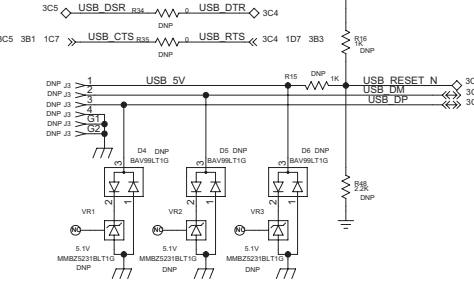 3C5 USB_DSR R34 0 USB_DTR 3C4
DNP
3C5 3B1 1C7 USB_CTS R35 0 USB_RTS 3C4 1D7 3B3
DNP
R16
1K
DNP
DNP J3 1 USB_5V R15 DNP 1K USB_RESET_N 3C
DNP J3 2 USB_DM 3C
DNP J3 3 USB_DP 3C
DNP J3 4
DNP J3 G1
DNP J3 G2
D4 DNP
BAV99LT1G
D5 DNP
BAV99LT1G
D6 DNP
BAV99LT1G
3 3 3
2 1 2 1 2 1
R48
2.2K
DNP
VR1 VR2 VR3
NC NC NC
5.1V 5.1V 5.1V
MMBZ5231BLT1G MMBZ5231BLT1G MMBZ5231BLT1G
DNP DNP DNP